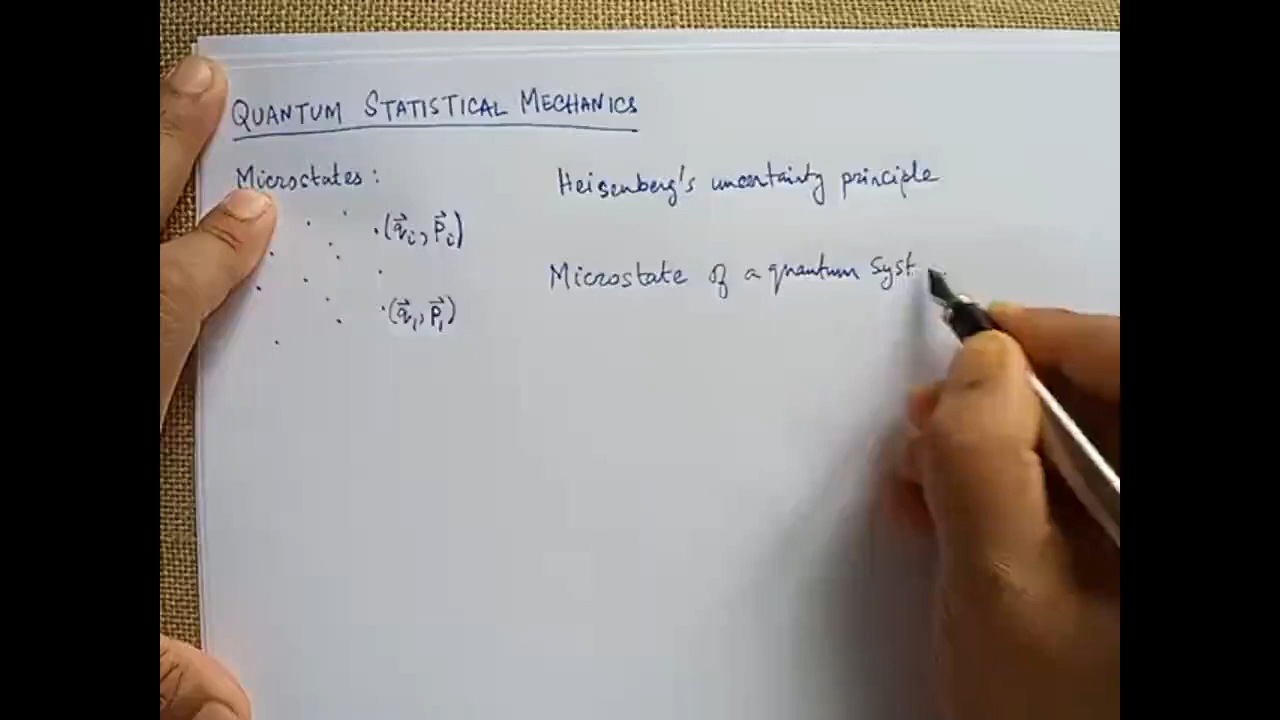 QUANTUM STATISTICAL MECHANICS
Microstates :
(q⃗ᵢ, p⃗ᵢ)
(q⃗₁, p⃗₁)
Heisenberg's uncertainty principle
Microstate of a quantum Syst